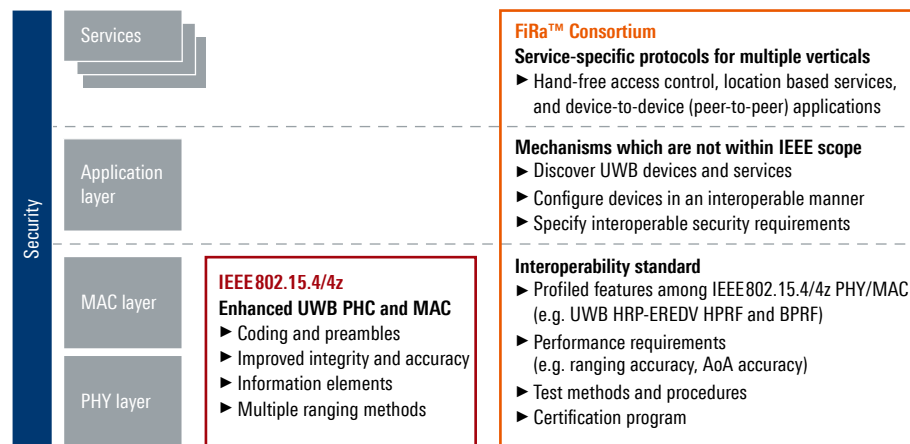 Security
Services
Application
layer
MAC layer
PHY layer
IEEE 802.15.4/4z
Enhanced UWB PHC and MAC
► Coding and preambles
► Improved integrity and accuracy
► Information elements
► Multiple ranging methods
FiRa™ Consortium
Service-specific protocols for multiple verticals
► Hand-free access control, location based services,
and device-to-device (peer-to-peer) applications
Mechanisms which are not within IEEE scope
► Discover UWB devices and services
► Configure devices in an interoperable manner
► Specify interoperable security requirements
Interoperability standard
► Profiled features among IEEE 802.15.4/4z PHY/MAC
(e.g. UWB HRP-EREDV HPRF and BPRF)
► Performance requirements
(e.g. ranging accuracy, AoA accuracy)
► Test methods and procedures
► Certification program